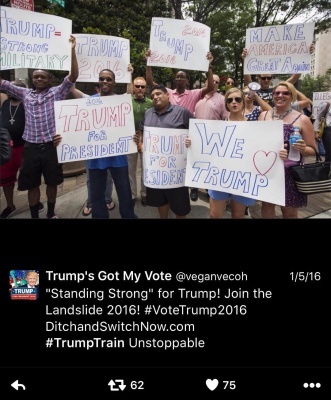 TRUMP=
STRONG
MILITARY
TRUMP
2016
2016
TRUMP
MAKE
AMERICA
GREAT AGAIN
TRUMP
FOR
PRESIDENT
TRUMP
FOR
PRESIDENT
WE
TRUMP
TRUMP
Trump's Got My Vote @veganvecoh 1/5/16
"Standing Strong" for Trump! Join the
Landslide 2016! #VoteTrump2016
DitchandSwitchNow.com
#TrumpTrain Unstoppable
62 75